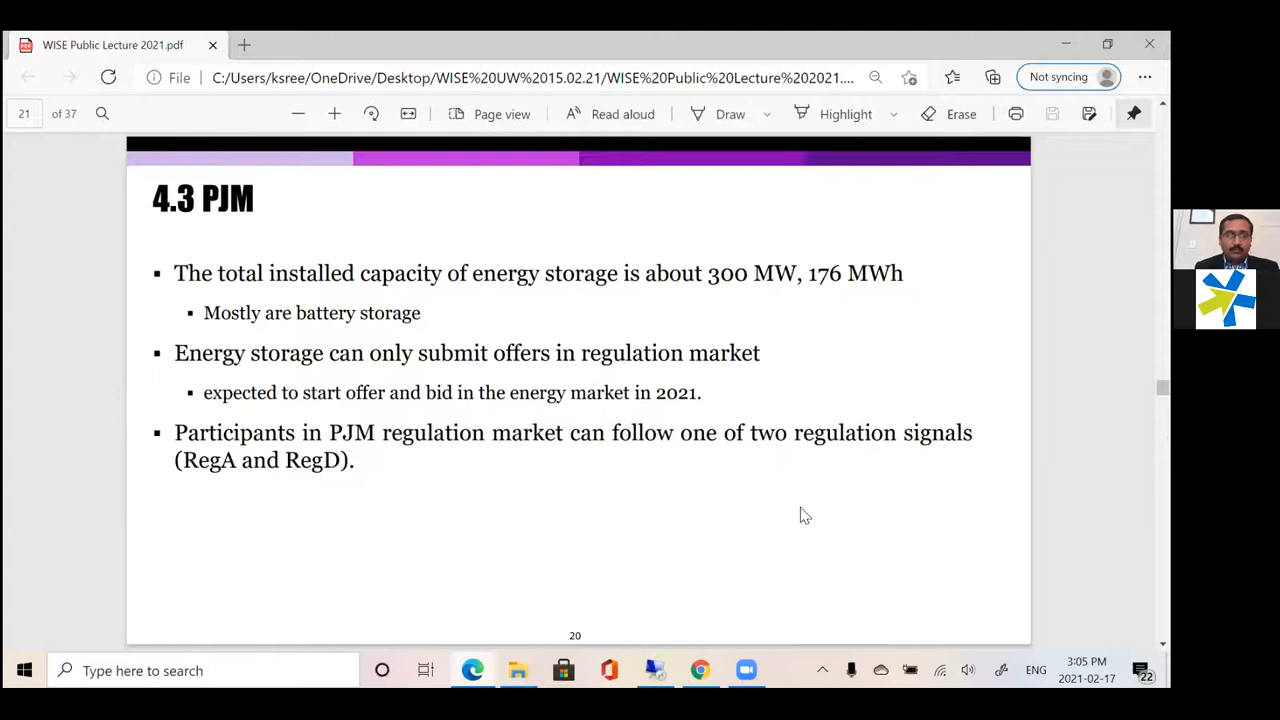 WISE Public Lecture 2021.pdf
File C:/Users/ksree/OneDrive/Desktop/WISE%20UW%2015.02.21/WISE%20Public%20Lecture%202021.... Not syncing
21 of 37 Page view Read aloud Draw Highlight Erase
4.3 PJM
▪ The total installed capacity of energy storage is about 300 MW, 176 MWh
▪ Mostly are battery storage
▪ Energy storage can only submit offers in regulation market
▪ expected to start offer and bid in the energy market in 2021.
▪ Participants in PJM regulation market can follow one of two regulation signals
(RegA and RegD).
20
Type here to search ENG 3:05 PM
2021-02-17 22